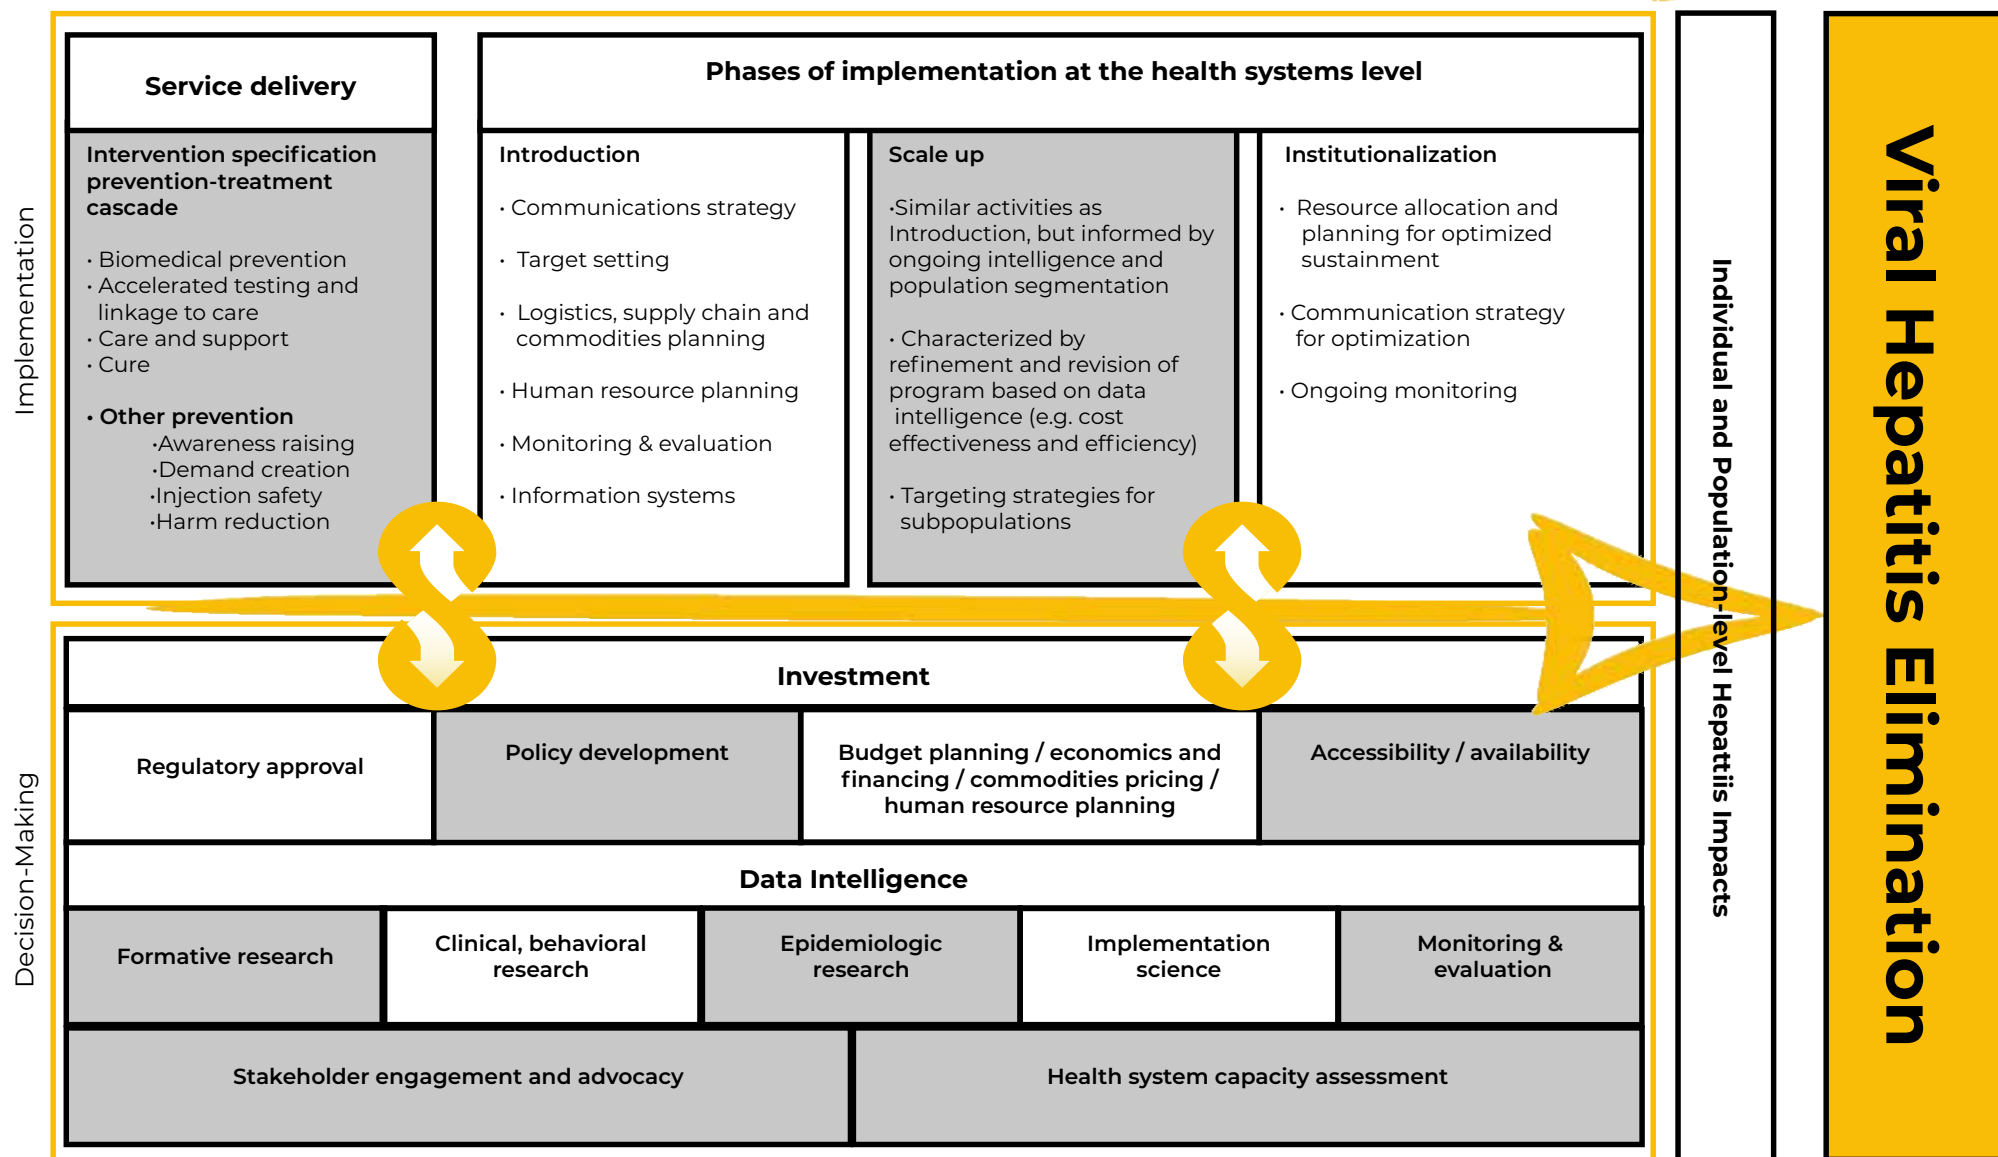 Implementation
Service delivery
Intervention specification
prevention-treatment
cascade
· Biomedical prevention
· Accelerated testing and
linkage to care
· Care and support
· Cure
· Other prevention
·Awareness raising
·Demand creation
·Injection safety
·Harm reduction
Phases of implementation at the health systems level
Introduction
· Communications strategy
· Target setting
· Logistics, supply chain and
commodities planning
· Human resource planning
· Monitoring & evaluation
· Information systems
Scale up
·Similar activities as
Introduction, but informed by
ongoing intelligence and
population segmentation
· Characterized by
refinement and revision of
program based on data
intelligence (e.g. cost
effectiveness and efficiency)
· Targeting strategies for
subpopulations
Institutionalization
· Resource allocation and
planning for optimized
sustainment
· Communication strategy
for optimization
· Ongoing monitoring
Decision-Making
Investment
Regulatory approval
Policy development
Budget planning / economics and
financing / commodities pricing /
human resource planning
Accessibility / availability
Data Intelligence
Formative research
Clinical, behavioral
research
Epidemiologic
research
Implementation
science
Monitoring &
evaluation
Stakeholder engagement and advocacy
Health system capacity assessment
Individual and Population-level Hepattiis Impacts
Viral Hepatitis Elimination